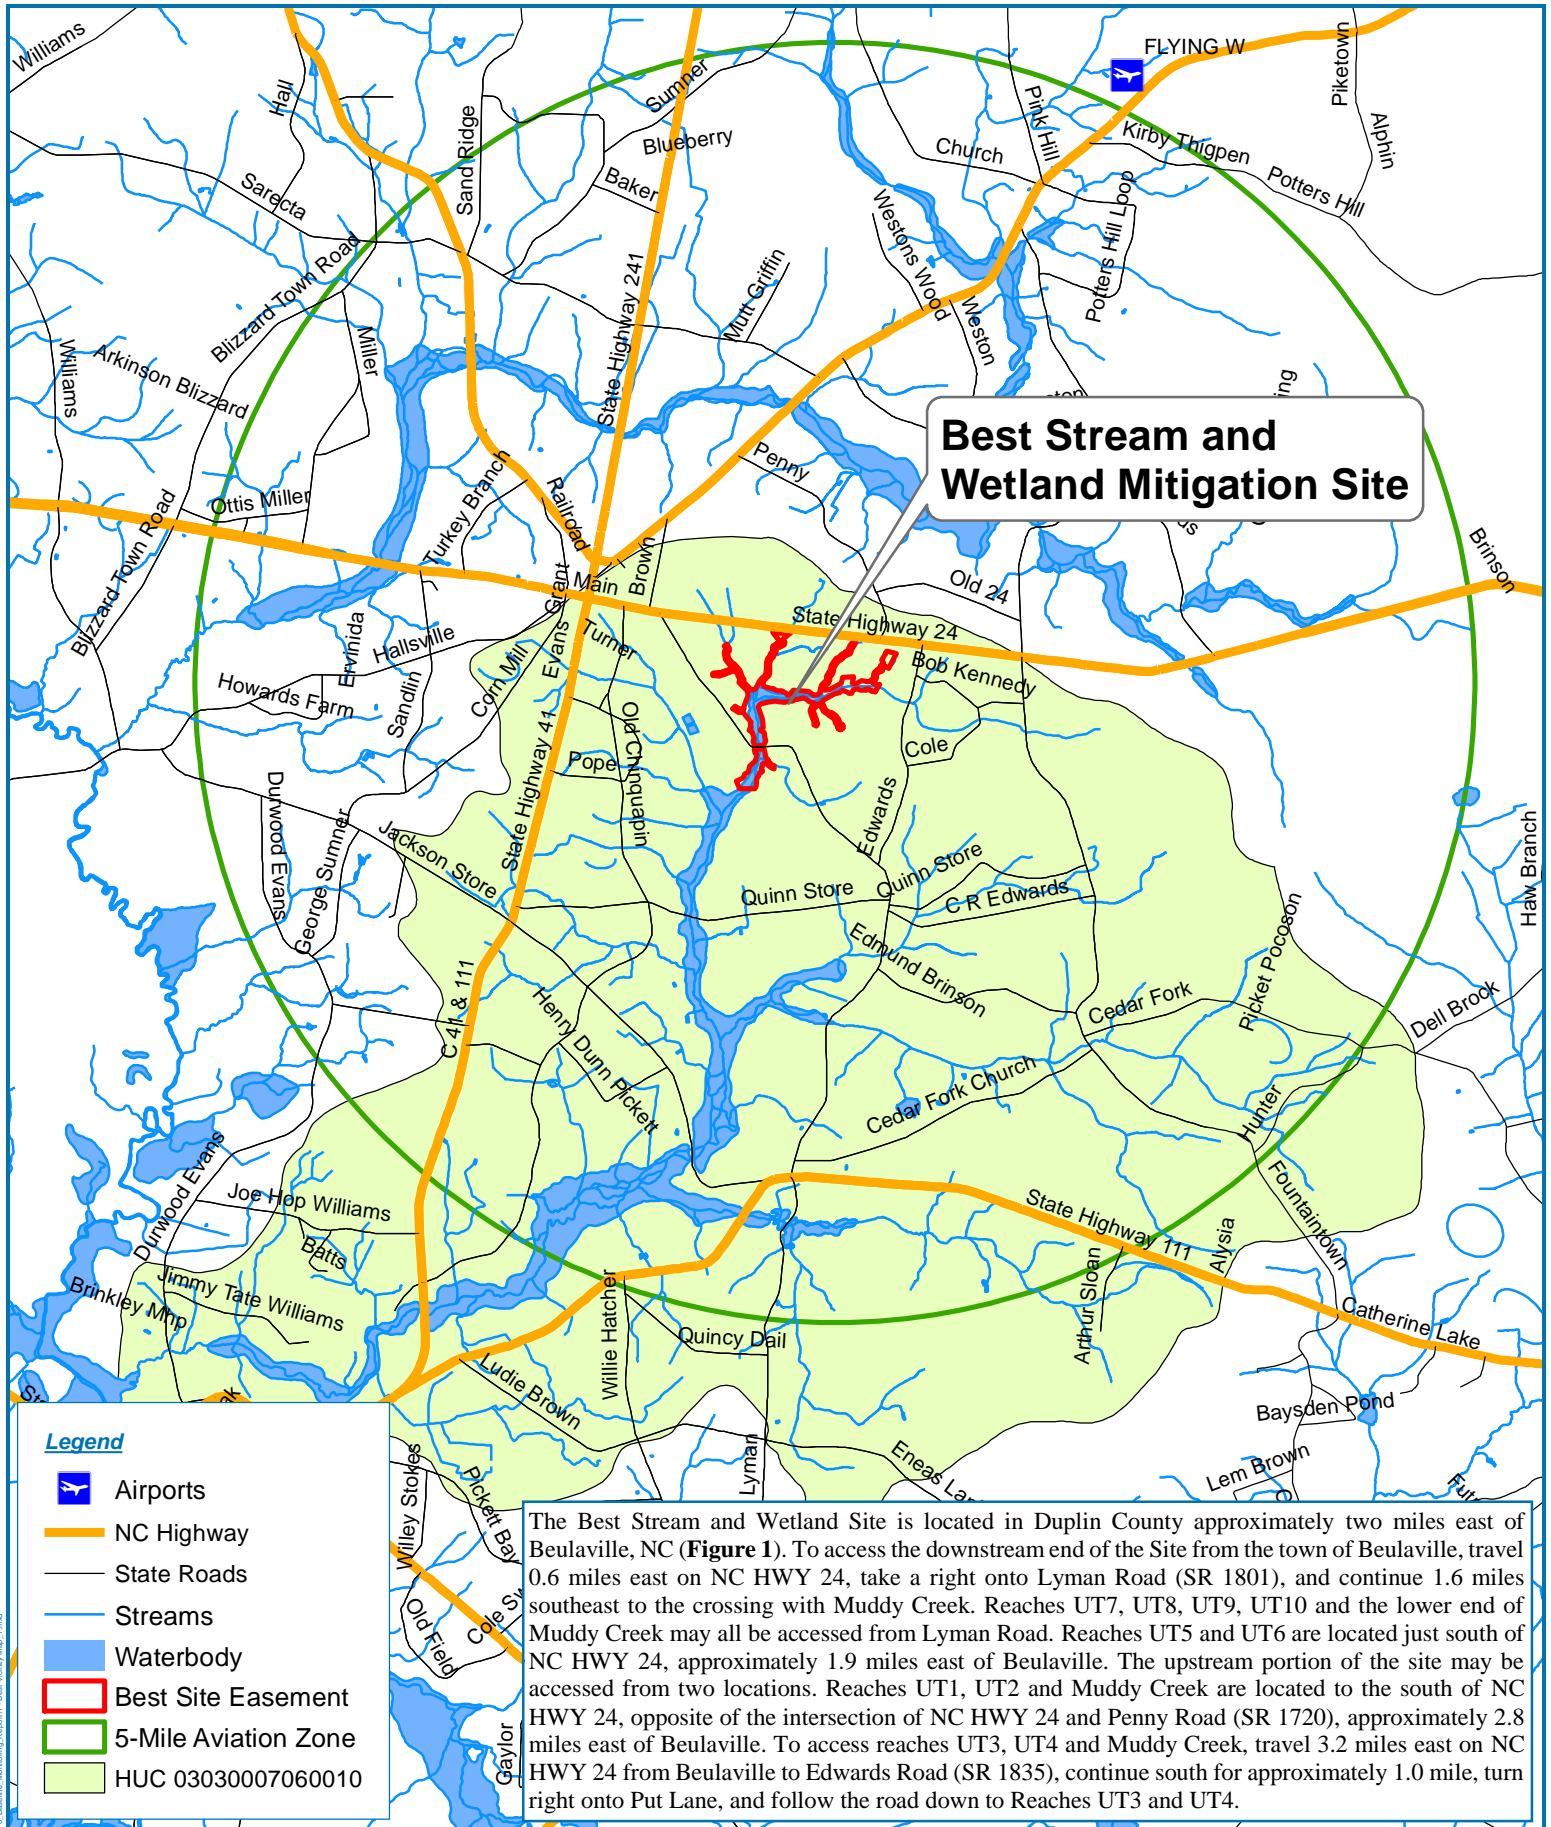 Williams
Hall
Sand Ridge
Sumner
Blueberry
Baker
FLYING W
Piketown
Alphin
Pink Hill
Church
Kirby Thigpen
Potters Hill
Sarecta
Westons Wood
Potters Hill Loop
Blizzard Town Road
State Highway 241
Mutt Griffin
Weston
Williams
Arkinson Blizzard
Miller
Best Stream and
Wetland Mitigation Site
Penny
Ottis Miller
Turkey Branch
Railroad
Blizzard Town Road
Brinson
Main
Brown
Grant
Old 24
State Highway 24
Ervinida
Hallsville
Evans
Turner
Corn Mill
Bob Kennedy
Howards Farm
Sandlin
Old Chinquapin
Cole
Pope
State Highway 41
Edwards
Durwood Evans
George Sumner
Jackson Store
Quinn Store
Quinn Store
C R Edwards
Haw Branch
Edmund Brinson
Picket Pocoson
C 41 & 111
Henry Dunn Pickett
Cedar Fork
Dell Brock
Cedar Fork Church
Hunter
Durwood Evans
Joe Hop Williams
Fountaintown
State Highway 111
Batts
Alysia
Arthur Sloan
Jimmy Tate Williams
Brinkley Mhp
Willie Hatcher
Catherine Lake
Quincy Dail
Ludie Brown
Baysden Pond
Lyman
Lem Brown
Willey Stokes
Pickett Bay
Old Field
Gaylor
Legend
Airports
NC Highway
State Roads
Streams
Waterbody
Best Site Easement
5-Mile Aviation Zone
HUC 03030007060010
The Best Stream and Wetland Site is located in Duplin County approximately two miles east of
Beulaville, NC (Figure 1). To access the downstream end of the Site from the town of Beulaville, travel
0.6 miles east on NC HWY 24, take a right onto Lyman Road (SR 1801), and continue 1.6 miles
southeast to the crossing with Muddy Creek. Reaches UT7, UT8, UT9, UT10 and the lower end of
Muddy Creek may all be accessed from Lyman Road. Reaches UT5 and UT6 are located just south of
NC HWY 24, approximately 1.9 miles east of Beulaville. The upstream portion of the site may be
accessed from two locations. Reaches UT1, UT2 and Muddy Creek are located to the south of NC
HWY 24, opposite of the intersection of NC HWY 24 and Penny Road (SR 1720), approximately 2.8
miles east of Beulaville. To access reaches UT3, UT4 and Muddy Creek, travel 3.2 miles east on NC
HWY 24 from Beulaville to Edwards Road (SR 1835), continue south for approximately 1.0 mile, turn
right onto Put Lane, and follow the road down to Reaches UT3 and UT4.